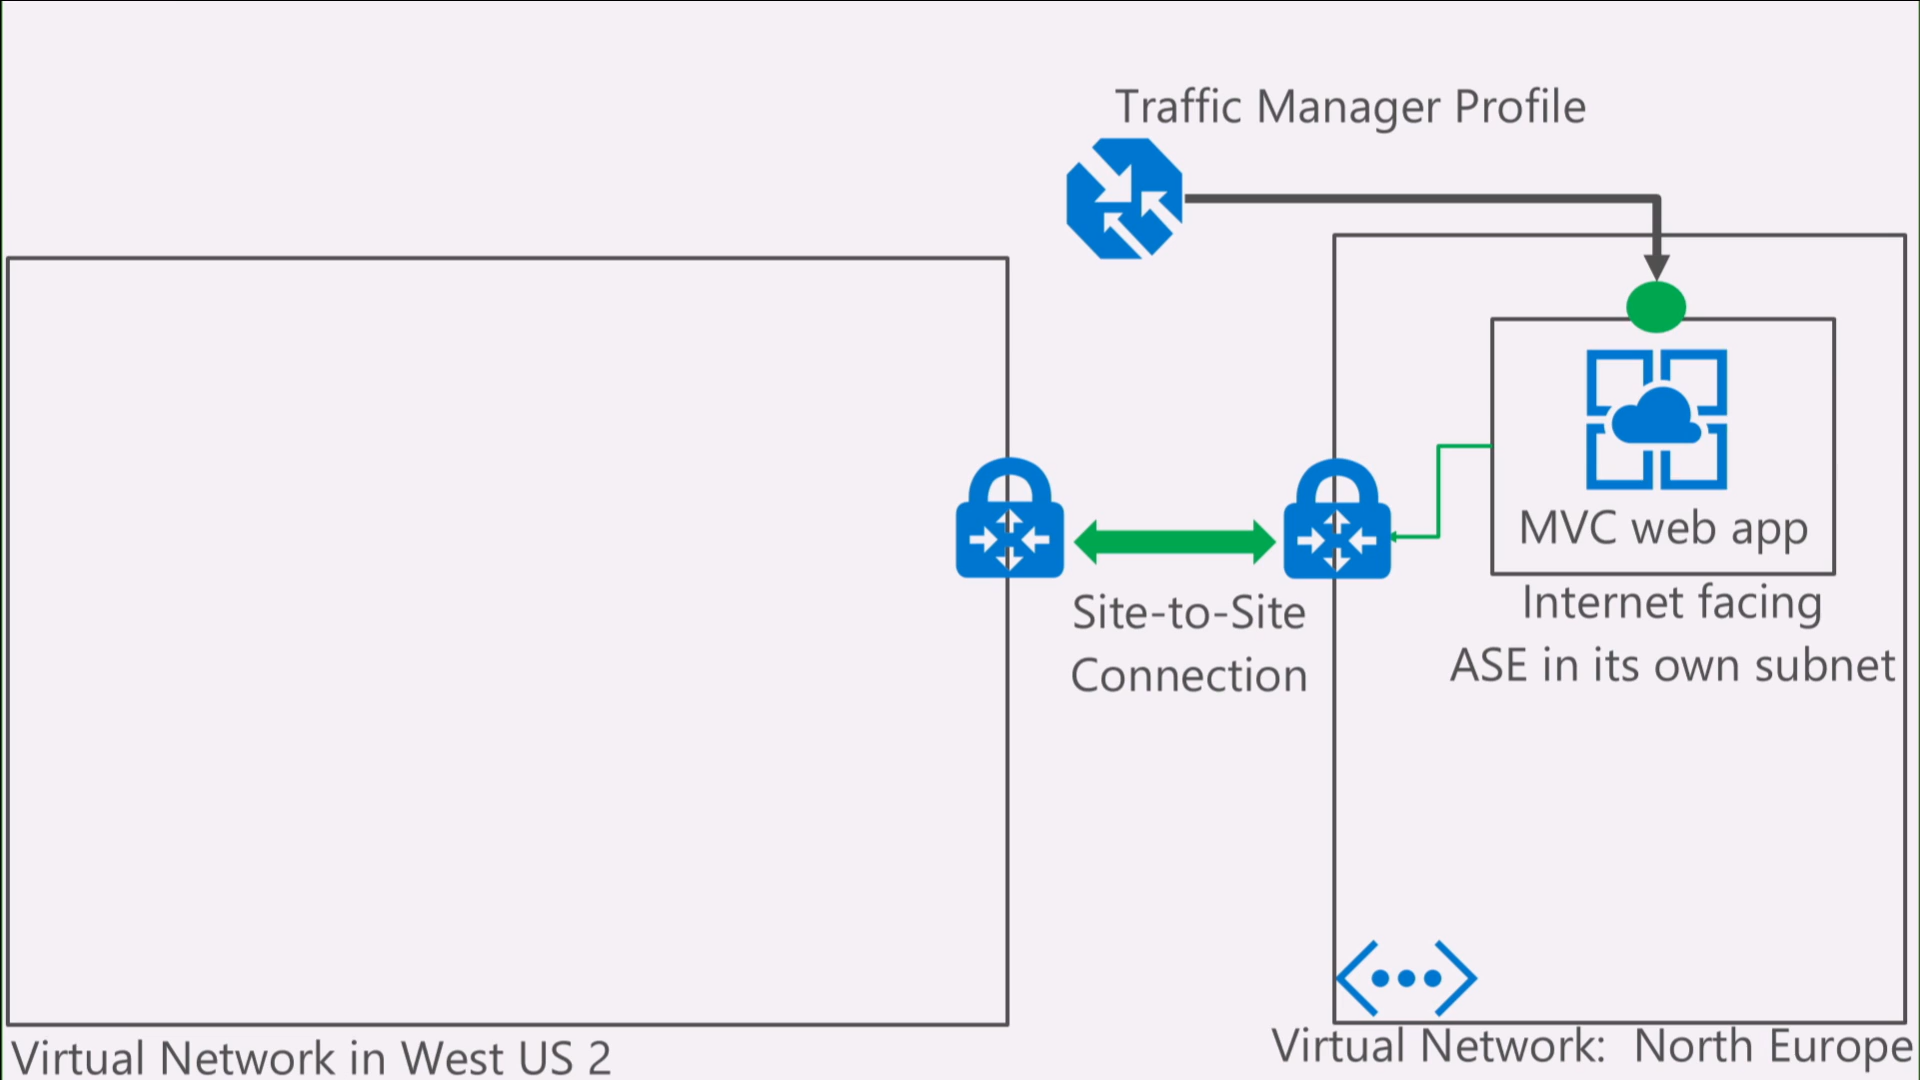 Traffic Manager Profile
MVC web app
Internet facing
ASE in its own subnet
Site-to-Site
Connection
Virtual Network in West US 2
Virtual Network: North Europe